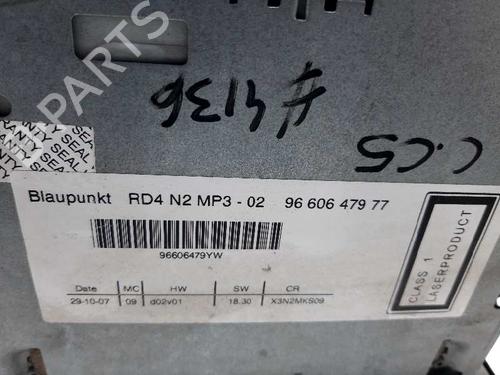 #4136
C.C5
Blaupunkt RD4 N2 MP3 - 02 96 606 479 77
96606479YW
Date MC HW SW CR
29-10-07 09 d02v01 18.30 X3N2MKS09
CLASS 1
LASERPRODUCT
SEAL